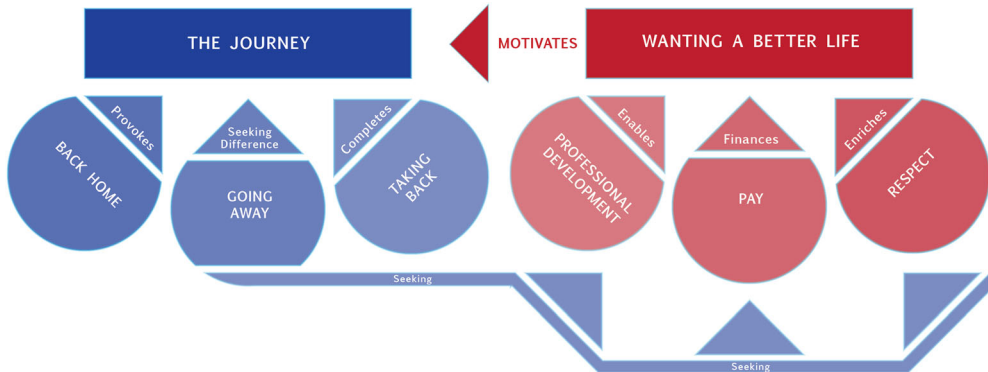 THE JOURNEY
MOTIVATES
WANTING A BETTER LIFE
Provokes
BACK HOME
Seeking
Difference
GOING
AWAY
Completes
TAKING
BACK
Enables
PROFESSIONAL
DEVELOPMENT
Finances
PAY
Enriches
RESPECT
Seeking
Seeking